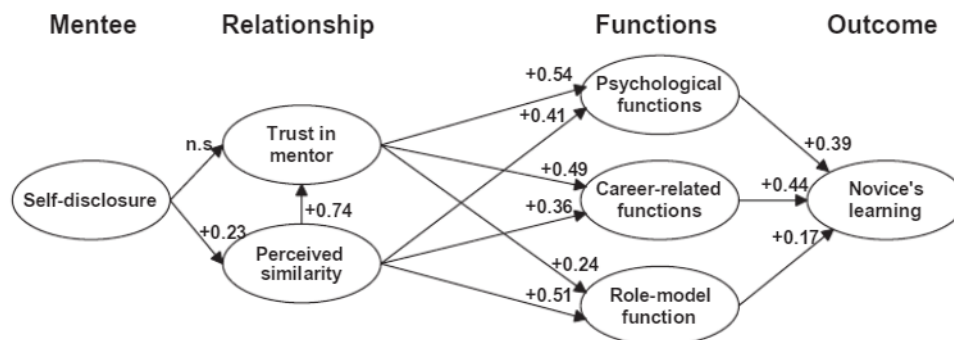 Mentee Relationship Functions Outcome
+0.54
Psychological
functions
+0.41
Trust in
mentor
n.s
+0.39
Self-disclosure
+0.49
Career-related
functions
+0.44
Novice's
learning
+0.74
+0.36
+0.23
+0.17
Perceived
similarity
+0.24
+0.51
Role-model
function